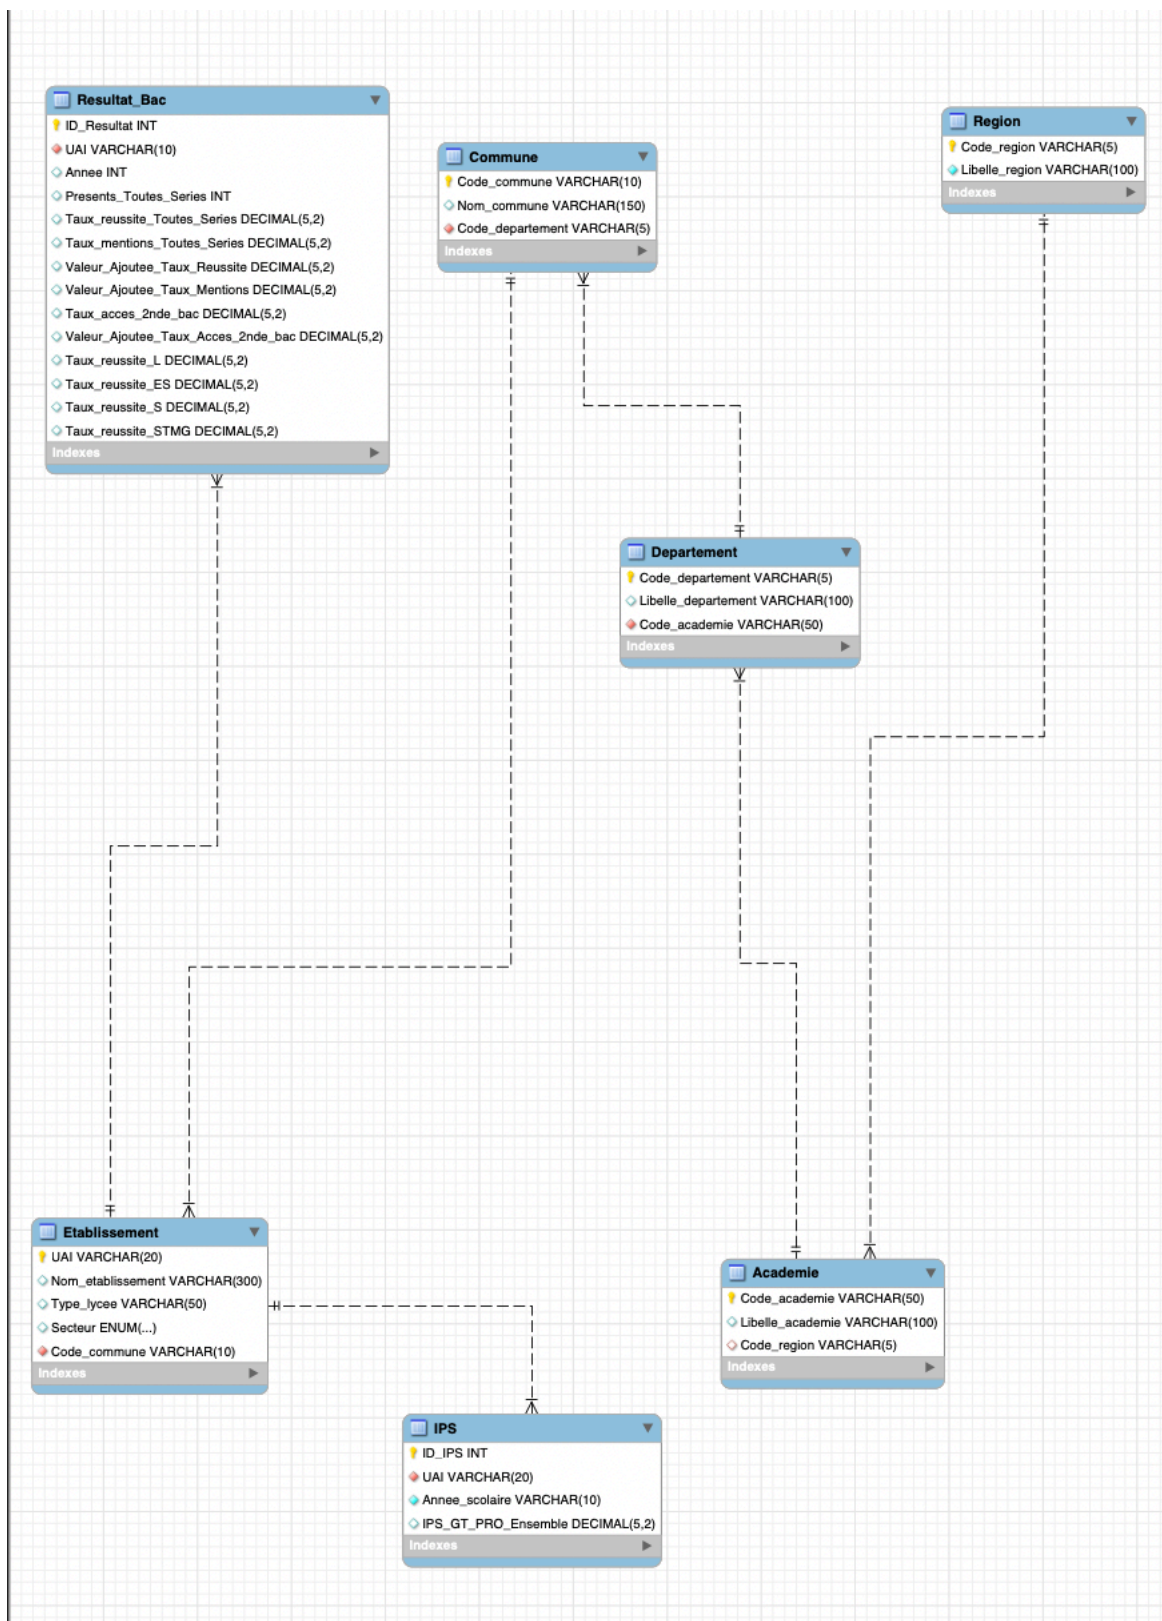 Resultat_Bac
ID_Resultat INT
UAI VARCHAR(10)
Annee INT
Presents_Toutes_Series INT
Taux_reussite_Toutes_Series DECIMAL(5,2)
Taux_mentions_Toutes_Series DECIMAL(5,2)
Valeur_Ajoutee_Taux_Reussite DECIMAL(5,2)
Valeur_Ajoutee_Taux_Mentions DECIMAL(5,2)
Taux_acces_2nde_bac DECIMAL(5,2)
Valeur_Ajoutee_Taux_Acces_2nde_bac DECIMAL(5,2)
Taux_reussite_L DECIMAL(5,2)
Taux_reussite_ES DECIMAL(5,2)
Taux_reussite_S DECIMAL(5,2)
Taux_reussite_STMG DECIMAL(5,2)
Indexes
Commune
Code_commune VARCHAR(10)
Nom_commune VARCHAR(150)
Code_departement VARCHAR(5)
Indexes
Region
Code_region VARCHAR(5)
Libelle_region VARCHAR(100)
Indexes
Departement
Code_departement VARCHAR(5)
Libelle_departement VARCHAR(100)
Code_academie VARCHAR(50)
Indexes
Etablissement
UAI VARCHAR(20)
Nom_etablissement VARCHAR(300)
Type_lycee VARCHAR(50)
Secteur ENUM(...)
Code_commune VARCHAR(10)
Indexes
Academie
Code_academie VARCHAR(50)
Libelle_academie VARCHAR(100)
Code_region VARCHAR(5)
Indexes
IPS
ID_IPS INT
UAI VARCHAR(20)
Annee_scolaire VARCHAR(10)
IPS_GT_PRO_Ensemble DECIMAL(5,2)
Indexes